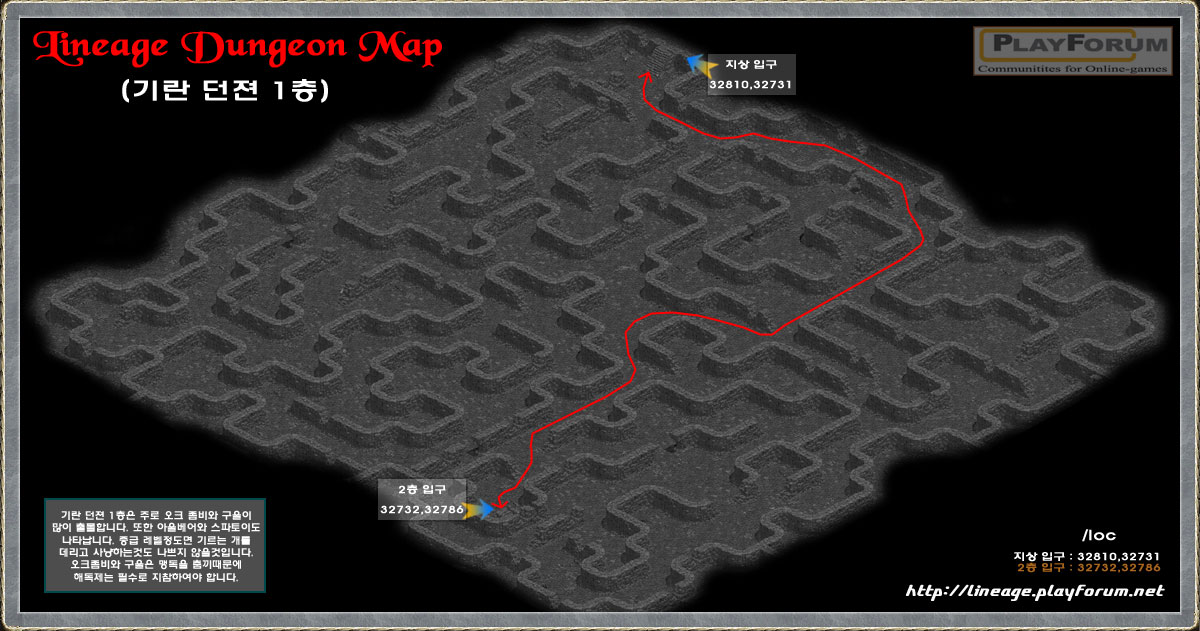 Lineage Dungeon Map
(기란 던젼 1층)
PLAYFORUM
Communitites for Online-games
지상 입구
32810,32731
2층 입구
32732,32786
기란 던젼 1층은 주로 오크 좀비와 구울이
많이 출몰합니다. 또한 아울베어와 스파토이도
나타납니다. 중급 레벨정도면 기르는 개를
데리고 사냥하는것도 나쁘지 않을것입니다.
오크좀비와 구울은 맹독을 뿜기때문에
해독제는 필수로 지참하여야 합니다.
/loc
지상 입구 : 32810,32731
2층 입구 : 32732,32786
http://lineage.playforum.net